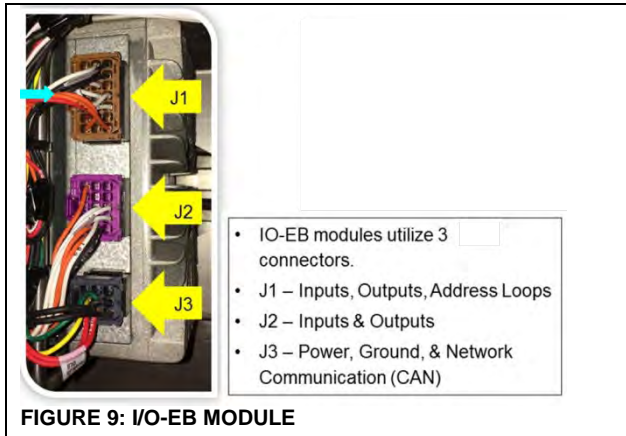 J1
J2
J3
• IO-EB modules utilize 3
connectors.
• J1 – Inputs, Outputs, Address Loops
• J2 – Inputs & Outputs
• J3 – Power, Ground, & Network
Communication (CAN)
FIGURE 9: I/O-EB MODULE